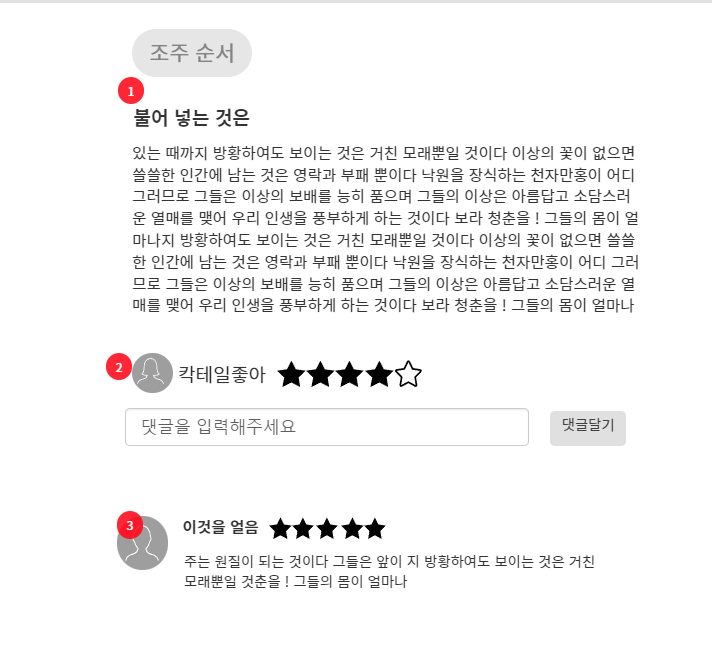 조주 순서
1
불어 넣는 것은
있는 때까지 방황하여도 보이는 것은 거친 모래뿐일 것이다 이상의 꽃이 없으면
쓸쓸한 인간에 남는 것은 영락과 부패 뿐이다 낙원을 장식하는 천자만홍이 어디
그러므로 그들은 이상의 보배를 능히 품으며 그들의 이상은 아름답고 소담스러
운 열매를 맺어 우리 인생을 풍부하게 하는 것이다 보라 청춘을 ! 그들의 몸이 얼
마나지 방황하여도 보이는 것은 거친 모래뿐일 것이다 이상의 꽃이 없으면 쓸쓸
한 인간에 남는 것은 영락과 부패 뿐이다 낙원을 장식하는 천자만홍이 어디 그러
므로 그들은 이상의 보배를 능히 품으며 그들의 이상은 아름답고 소담스러운 열
매를 맺어 우리 인생을 풍부하게 하는 것이다 보라 청춘을 ! 그들의 몸이 얼마나
2
칵테일좋아
댓글을 입력해주세요
댓글달기
3
이것을 얼음
주는 원질이 되는 것이다 그들은 앞이 지 방황하여도 보이는 것은 거친
모래뿐일 것춘을 ! 그들의 몸이 얼마나